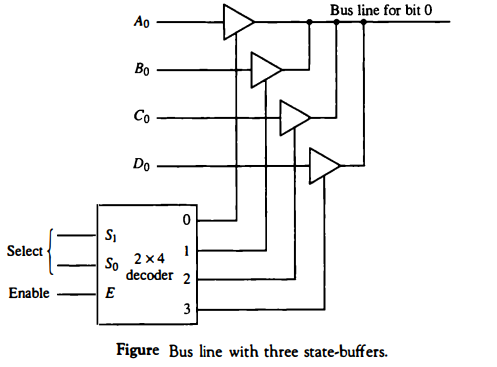 Bus line for bit 0
A₀
B₀
C₀
D₀
Select
Enable
S₁
S₀
E
2 × 4
decoder
0
1
2
3
Figure Bus line with three state-buffers.